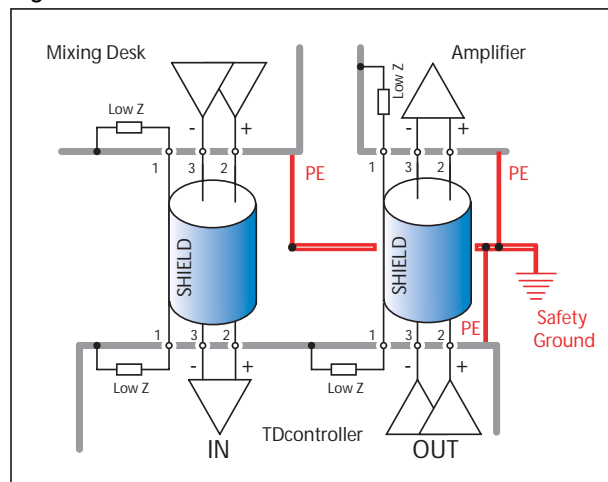 Mixing Desk
Amplifier
Low Z
Low Z
- +
- +
1 3 2
PE
1 3 2
PE
SHIELD
SHIELD
Safety
Ground
PE
1 3 2
1 3 2
- +
- +
Low Z
Low Z
TDcontroller
IN
OUT